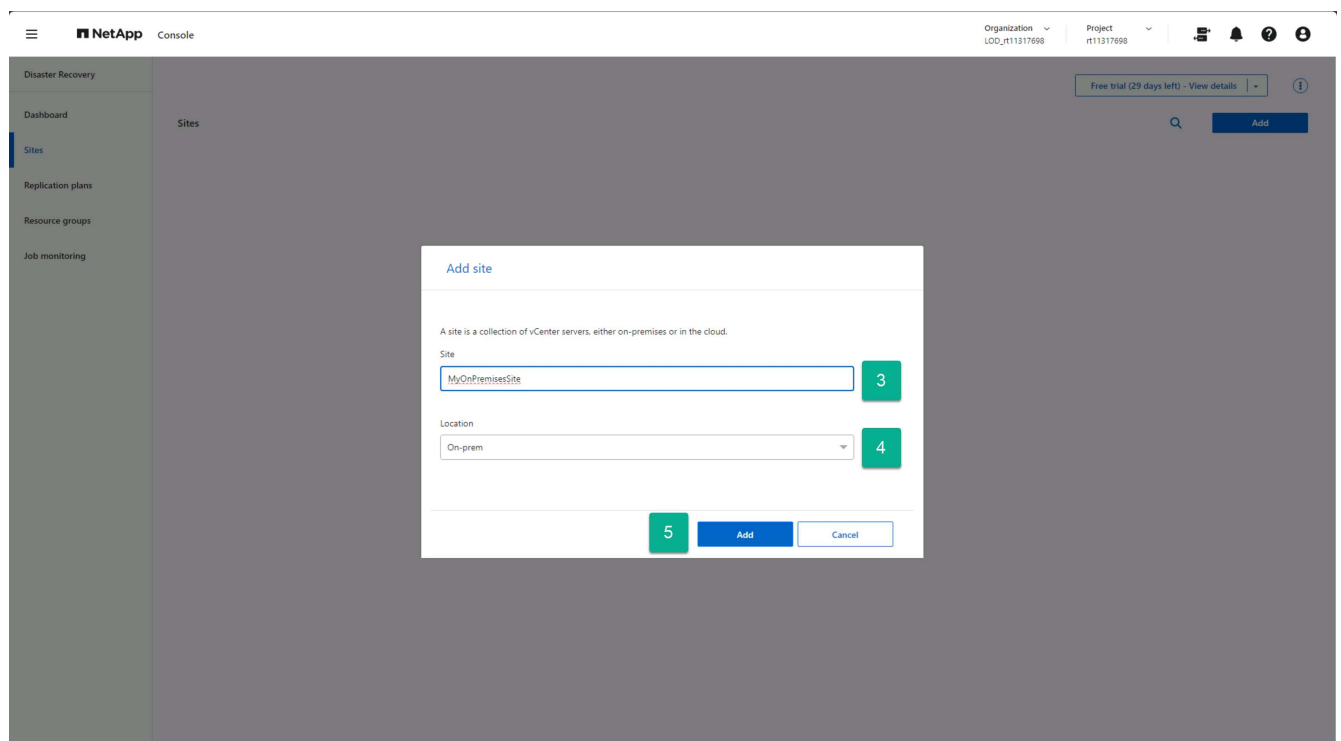 NetApp Console
Organization
LOD_rt11317698
Project
rt11317698
Disaster Recovery
Free trial (29 days left) - View details
Dashboard
Sites
Add
Sites
Replication plans
Resource groups
Job monitoring
Add site
A site is a collection of vCenter servers, either on-premises or in the cloud.
Site
MyOnPremisesSite
3
Location
On-prem
4
5
Add
Cancel